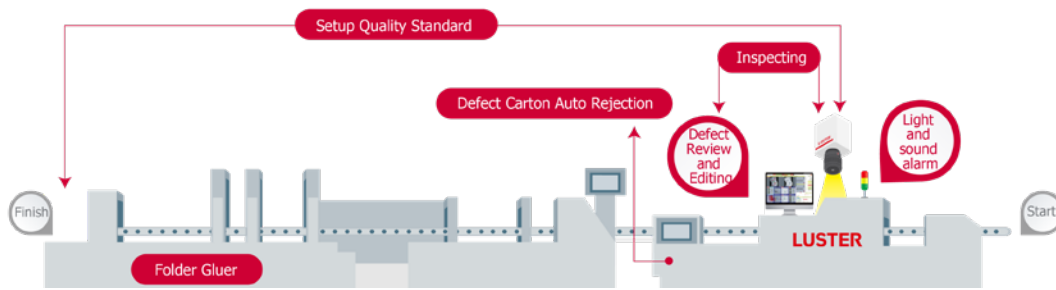 Setup Quality Standard
Inspecting
Defect Carton Auto Rejection
Defect
Review
and
Editing
Light
and
sound
alarm
Finish
Start
LUSTER
Folder Gluer